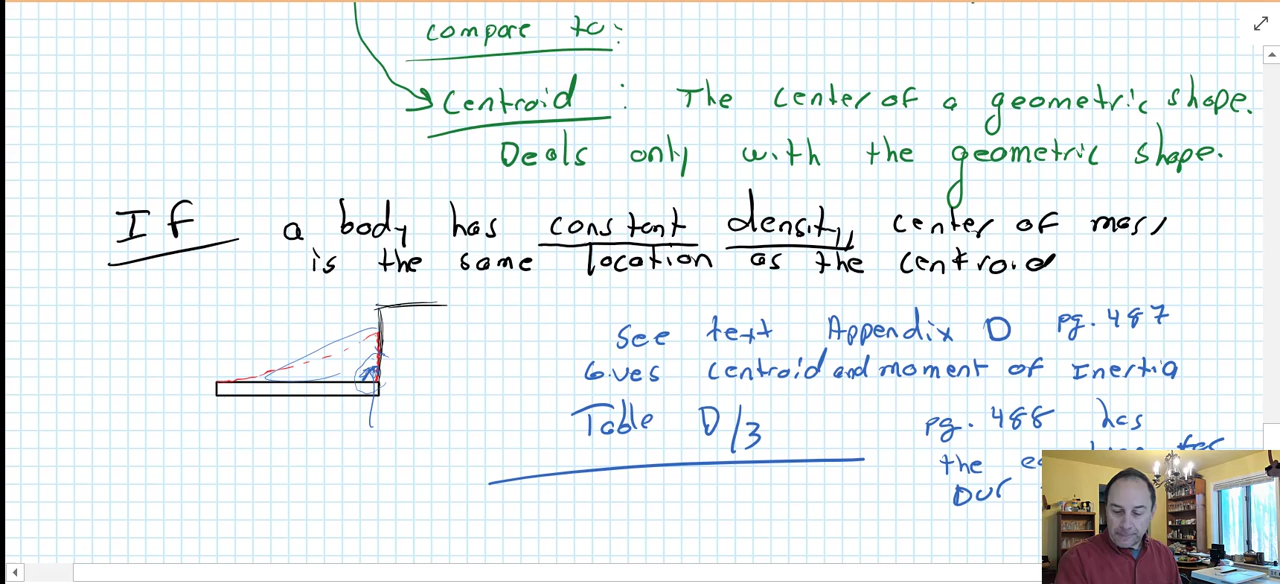 compare to:
Centroid : The center of a geometric shape.
Deals only with the geometric shape.
If a body has constant density, center of mass
is the same location as the centroid
See text Appendix D pg. 487
Gives centroid and moment of Inertia
Table D/3 pg. 488 has
the
our